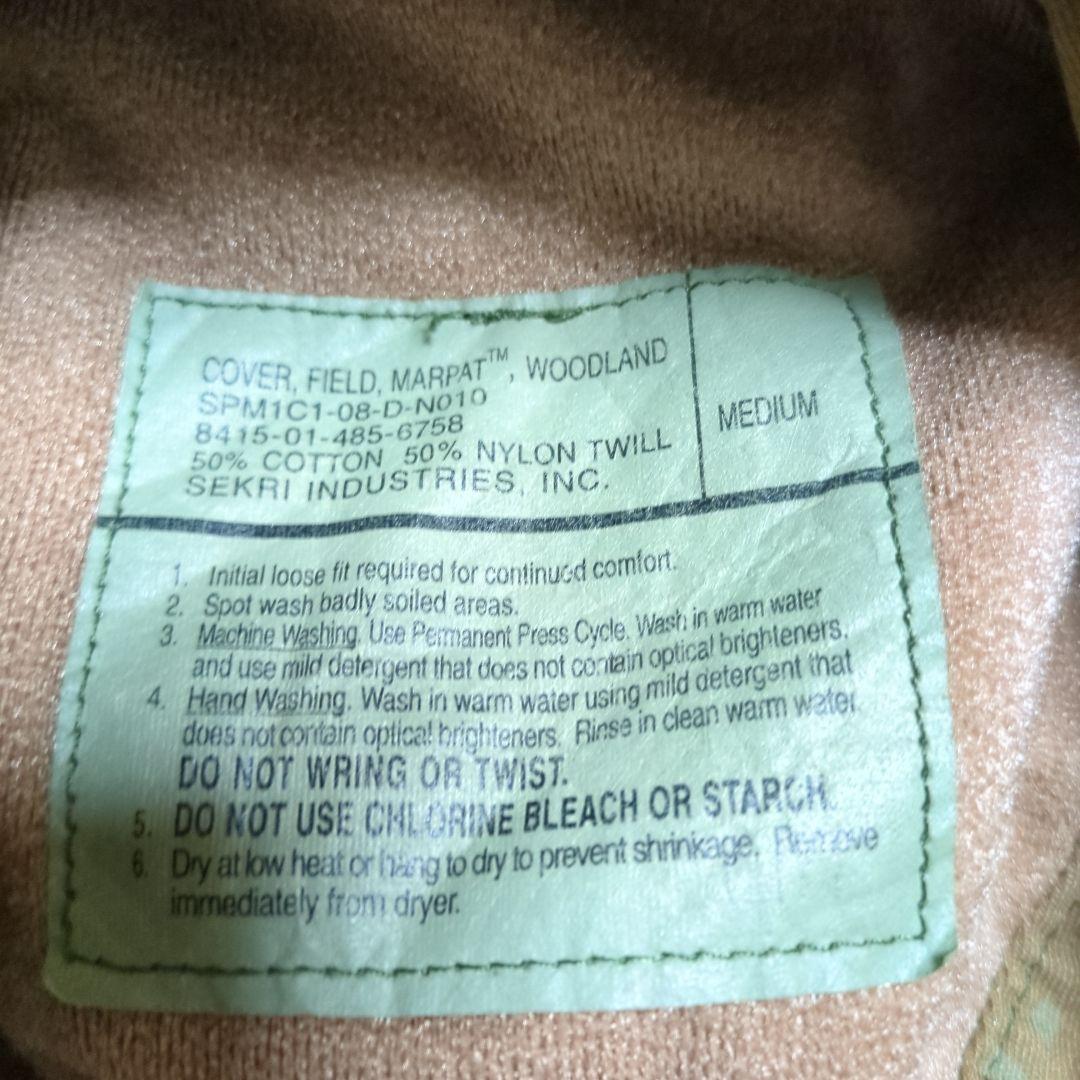 COVER, FIELD, MARPAT™, WOODLAND
SPM1C1-08-D-N010
8415-01-485-6758
50% COTTON 50% NYLON TWILL
SEKRI INDUSTRIES, INC.
MEDIUM
1. Initial loose fit required for continued comfort.
2. Spot wash badly soiled areas.
3. Machine Washing. Use Permanent Press Cycle. Wash in warm water
and use mild detergent that does not contain optical brighteners.
4. Hand Washing. Wash in warm water using mild detergent that
does not contain optical brighteners. Rinse in clean warm water.
DO NOT WRING OR TWIST.
5. DO NOT USE CHLORINE BLEACH OR STARCH.
6. Dry at low heat or hang to dry to prevent shrinkage. Remove
immediately from dryer.